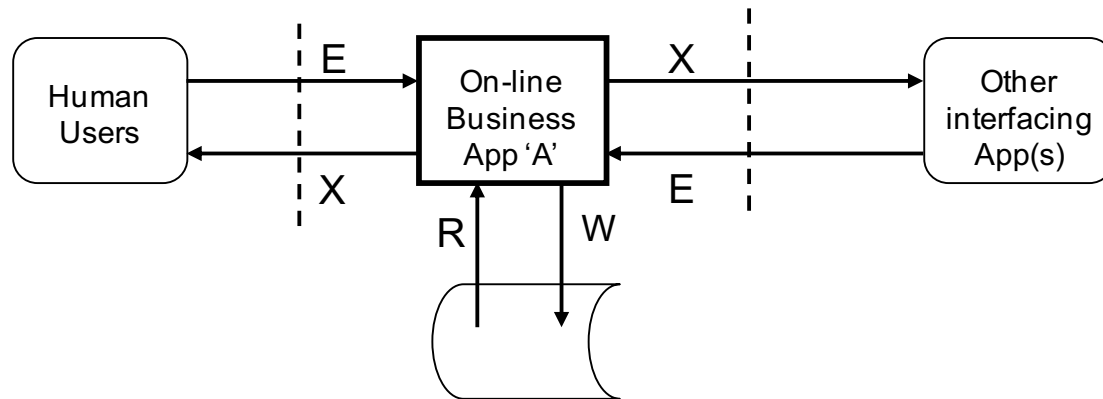 Human
Users
E
X
On-line
Business
App ‘A’
X
E
Other
interfacing
App(s)
R
W